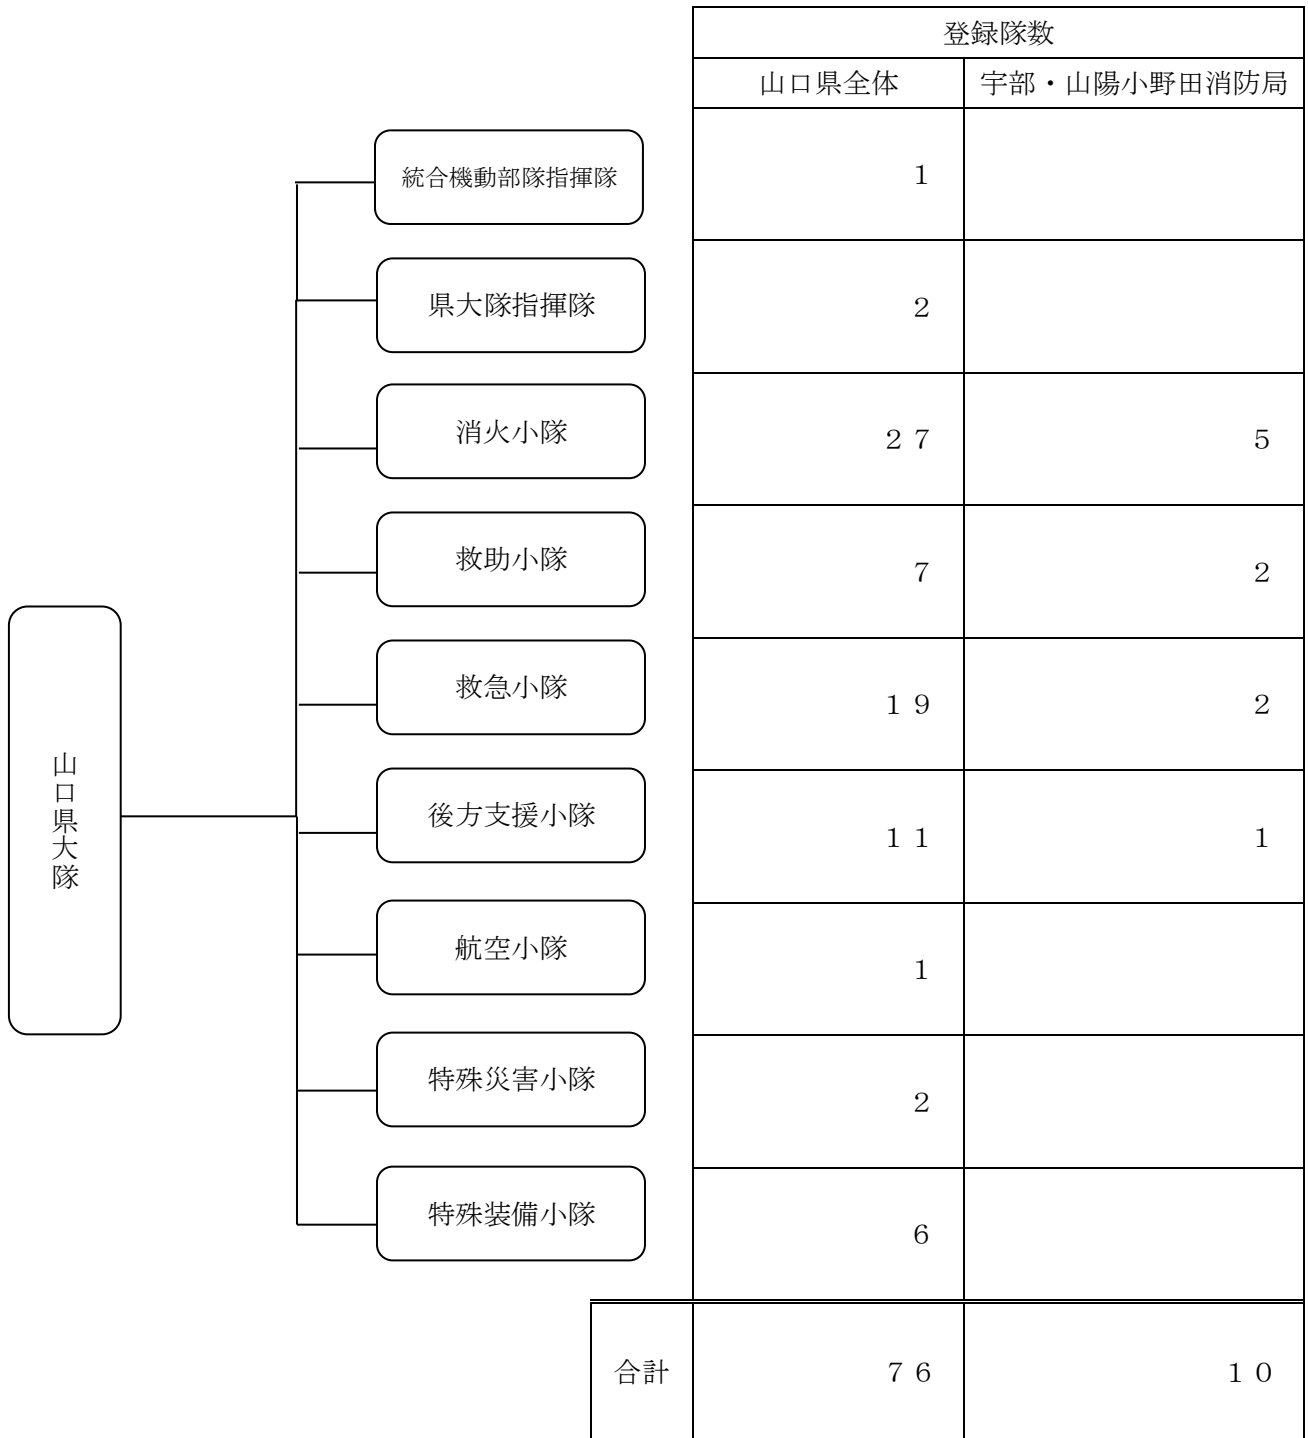 登録隊数
山口県全体 宇部・山陽小野田消防局
統合機動部隊指揮隊 １
県大隊指揮隊 ２
消火小隊 ２７ ５
救助小隊 ７ ２
救急小隊 １９ ２
山口県大隊
後方支援小隊 １１ １
航空小隊 １
特殊災害小隊 ２
特殊装備小隊 ６
合計 ７６ １０